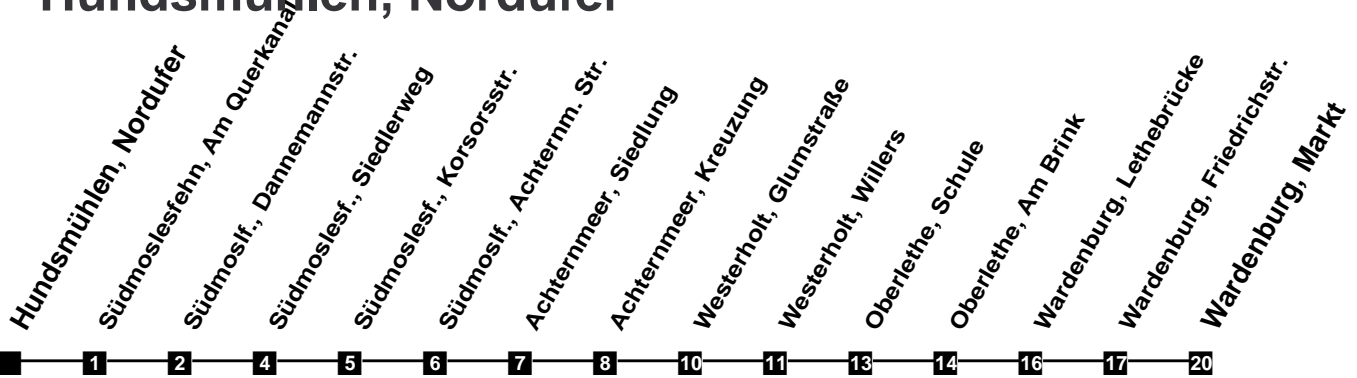 Hundsmühlen, Nordufer
Hundsmühlen, Nordufer
Südmoslesfehn, Am Querkanal
Südmoslf., Dannemannstr.
Südmoslesf., Siedlerweg
Südmoslesf., Korsorsstr.
Südmoslf., Achternm. Str.
Achternmeer, Siedlung
Achternmeer, Kreuzung
Westerholt, Glumstraße
Westerholt, Willers
Oberlethe, Schule
Oberlethe, Am Brink
Wardenburg, Lethebrücke
Wardenburg, Friedrichstr.
Wardenburg, Markt
1 2 4 5 6 7 8 10 11 13 14 16 17 20